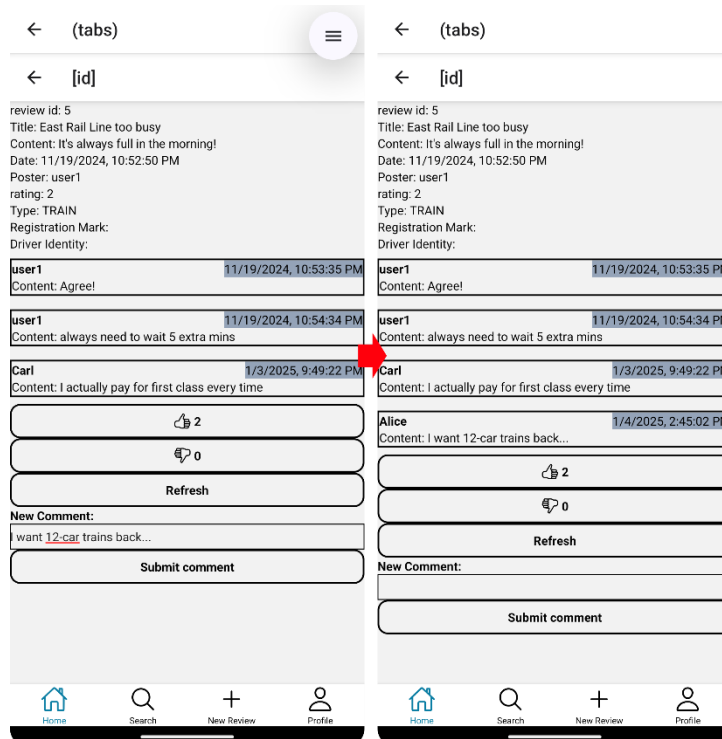 (tabs)
[id]
review id: 5
Title: East Rail Line too busy
Content: It's always full in the morning!
Date: 11/19/2024, 10:52:50 PM
Poster: user1
rating: 2
Type: TRAIN
Registration Mark:
Driver Identity:
user1 11/19/2024, 10:53:35 PM
Content: Agree!
user1 11/19/2024, 10:54:34 PM
Content: always need to wait 5 extra mins
Carl 1/3/2025, 9:49:22 PM
Content: I actually pay for first class every time
2
0
Refresh
New Comment:
I want 12-car trains back...
Submit comment
Home Search New Review Profile
(tabs)
[id]
review id: 5
Title: East Rail Line too busy
Content: It's always full in the morning!
Date: 11/19/2024, 10:52:50 PM
Poster: user1
rating: 2
Type: TRAIN
Registration Mark:
Driver Identity:
user1 11/19/2024, 10:53:35 PM
Content: Agree!
user1 11/19/2024, 10:54:34 PM
Content: always need to wait 5 extra mins
Carl 1/3/2025, 9:49:22 PM
Content: I actually pay for first class every time
Alice 1/4/2025, 2:45:02 PM
Content: I want 12-car trains back...
2
0
Refresh
New Comment:
Submit comment
Home Search New Review Profile